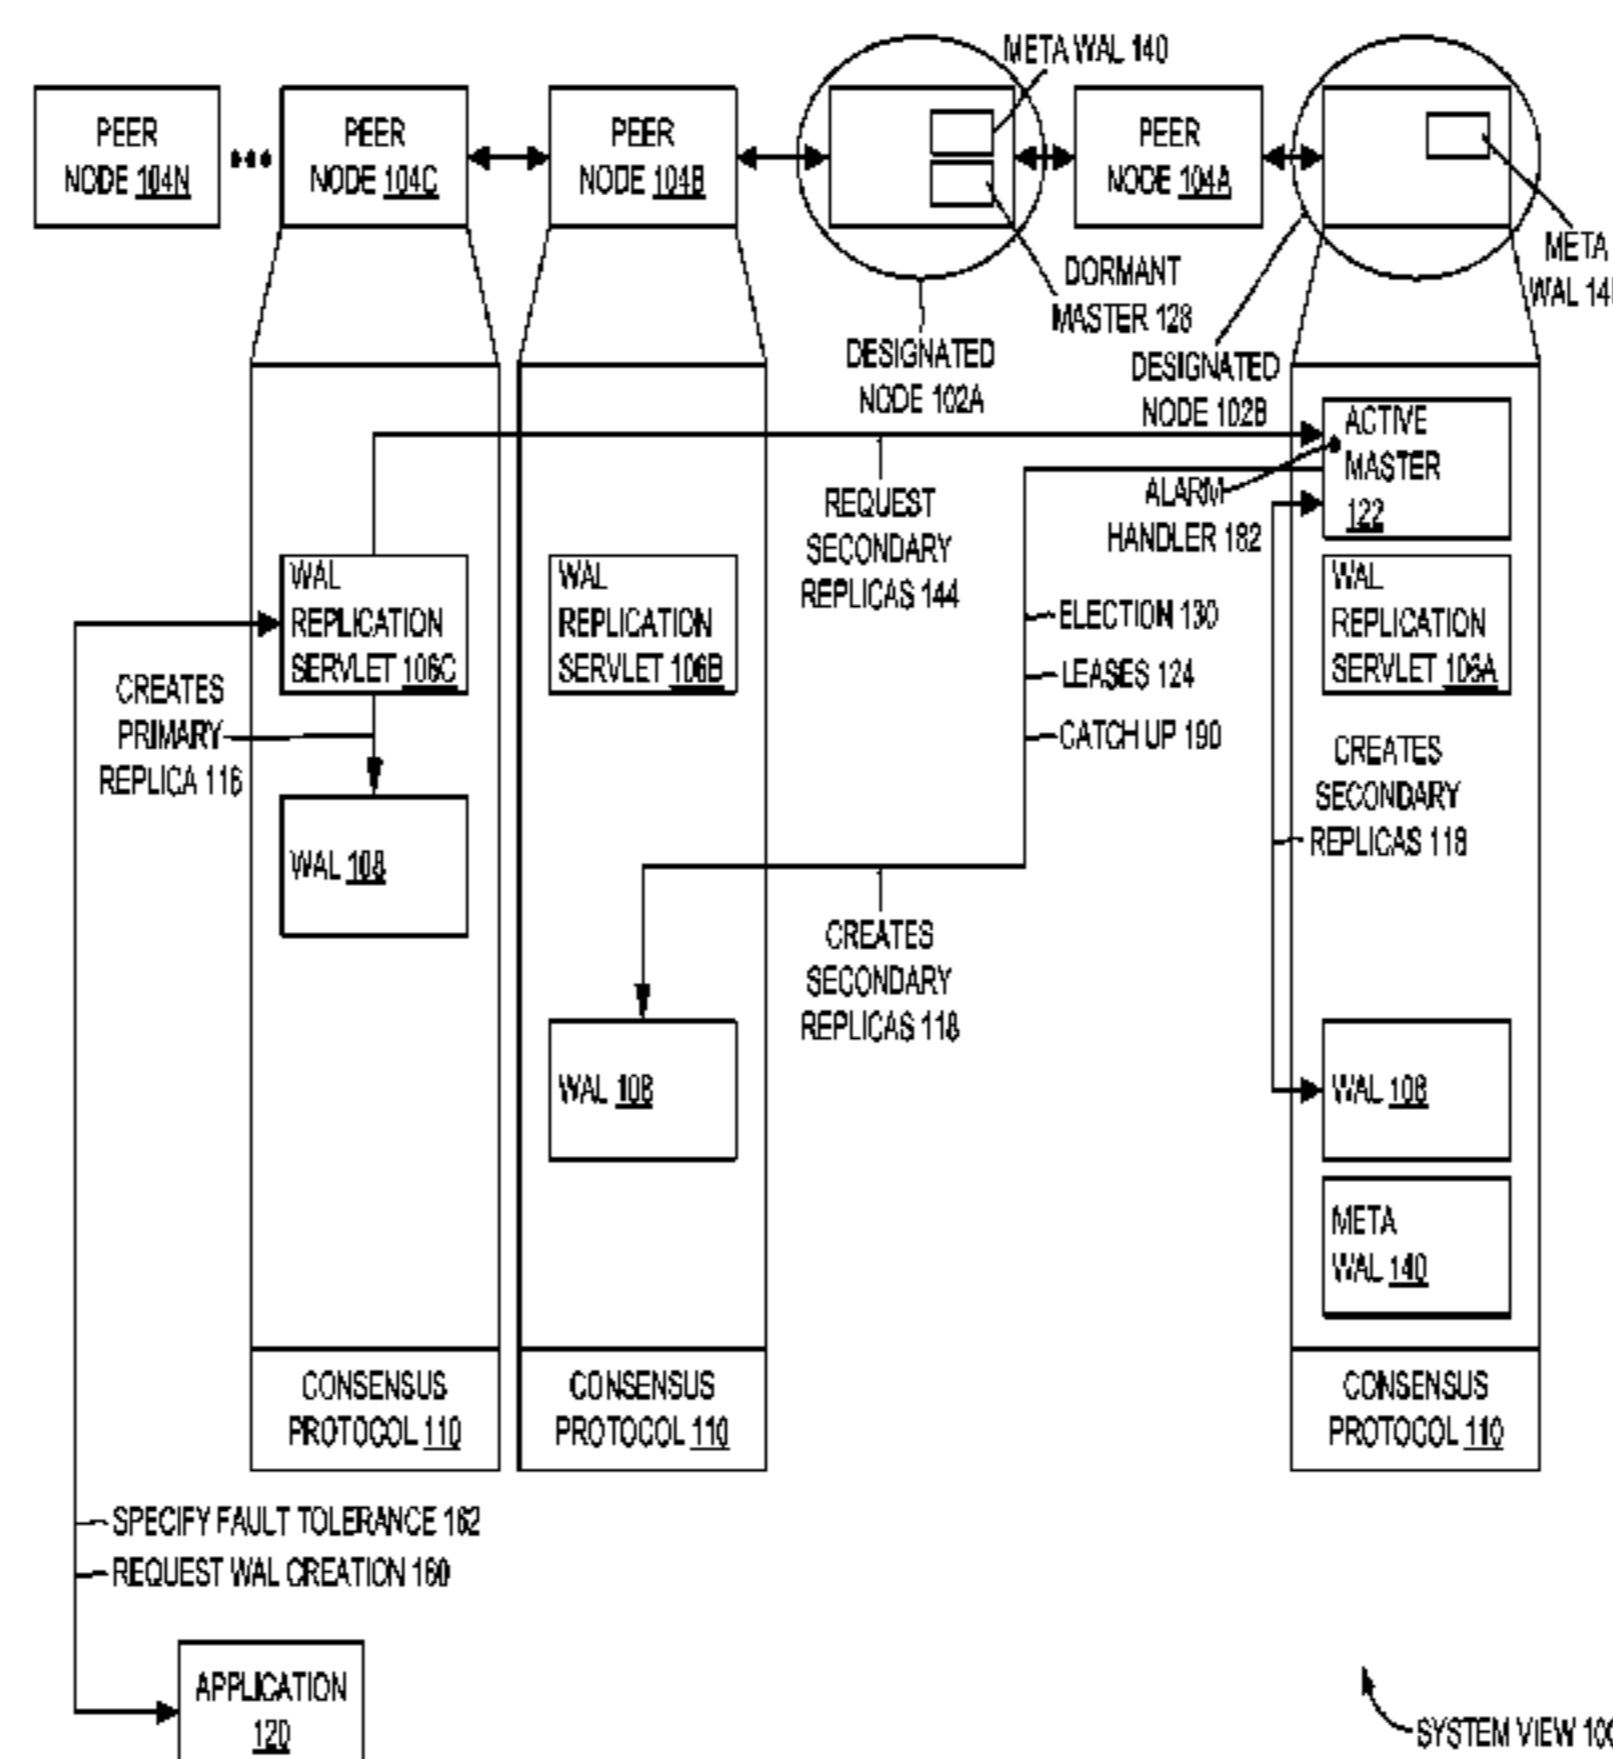 META WAL 140
PEER
NODE 104N
PEER
NODE 104C
PEER
NODE 104B
PEER
NODE 104A
META
DORMANT
MASTER 128
DESIGNATED
NODE 102A
DESIGNATED
NODE 102B
ACTIVE
MASTER
122
ALARM
HANDLER 182
REQUEST
SECONDARY
REPLICAS 144
WAL
REPLICATION
SERVLET 106C
WAL
REPLICATION
SERVLET 106B
WAL
REPLICATION
SERVLET 106A
ELECTION 130
LEASES 124
CATCH UP 190
CREATES
PRIMARY
REPLICA 116
CREATES
SECONDARY
REPLICAS 118
WAL 108
CREATES
SECONDARY
REPLICAS 118
WAL 108
WAL 108
META
WAL 140
CONSENSUS
PROTOCOL 110
CONSENSUS
PROTOCOL 110
CONSENSUS
PROTOCOL 110
SPECIFY FAULT TOLERANCE 162
REQUEST WAL CREATION 160
APPLICATION
120
SYSTEM VIEW 100